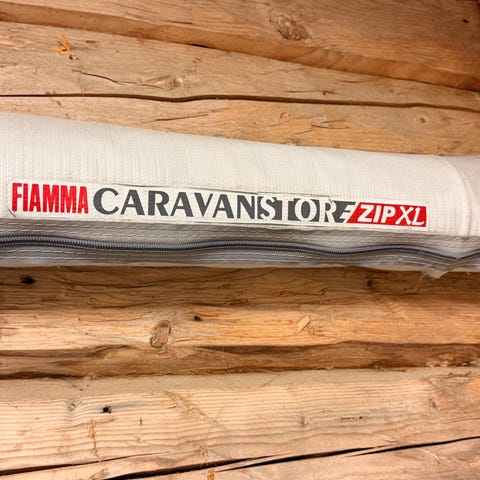 FIAMMA CARAVANSTORE ZIP XL